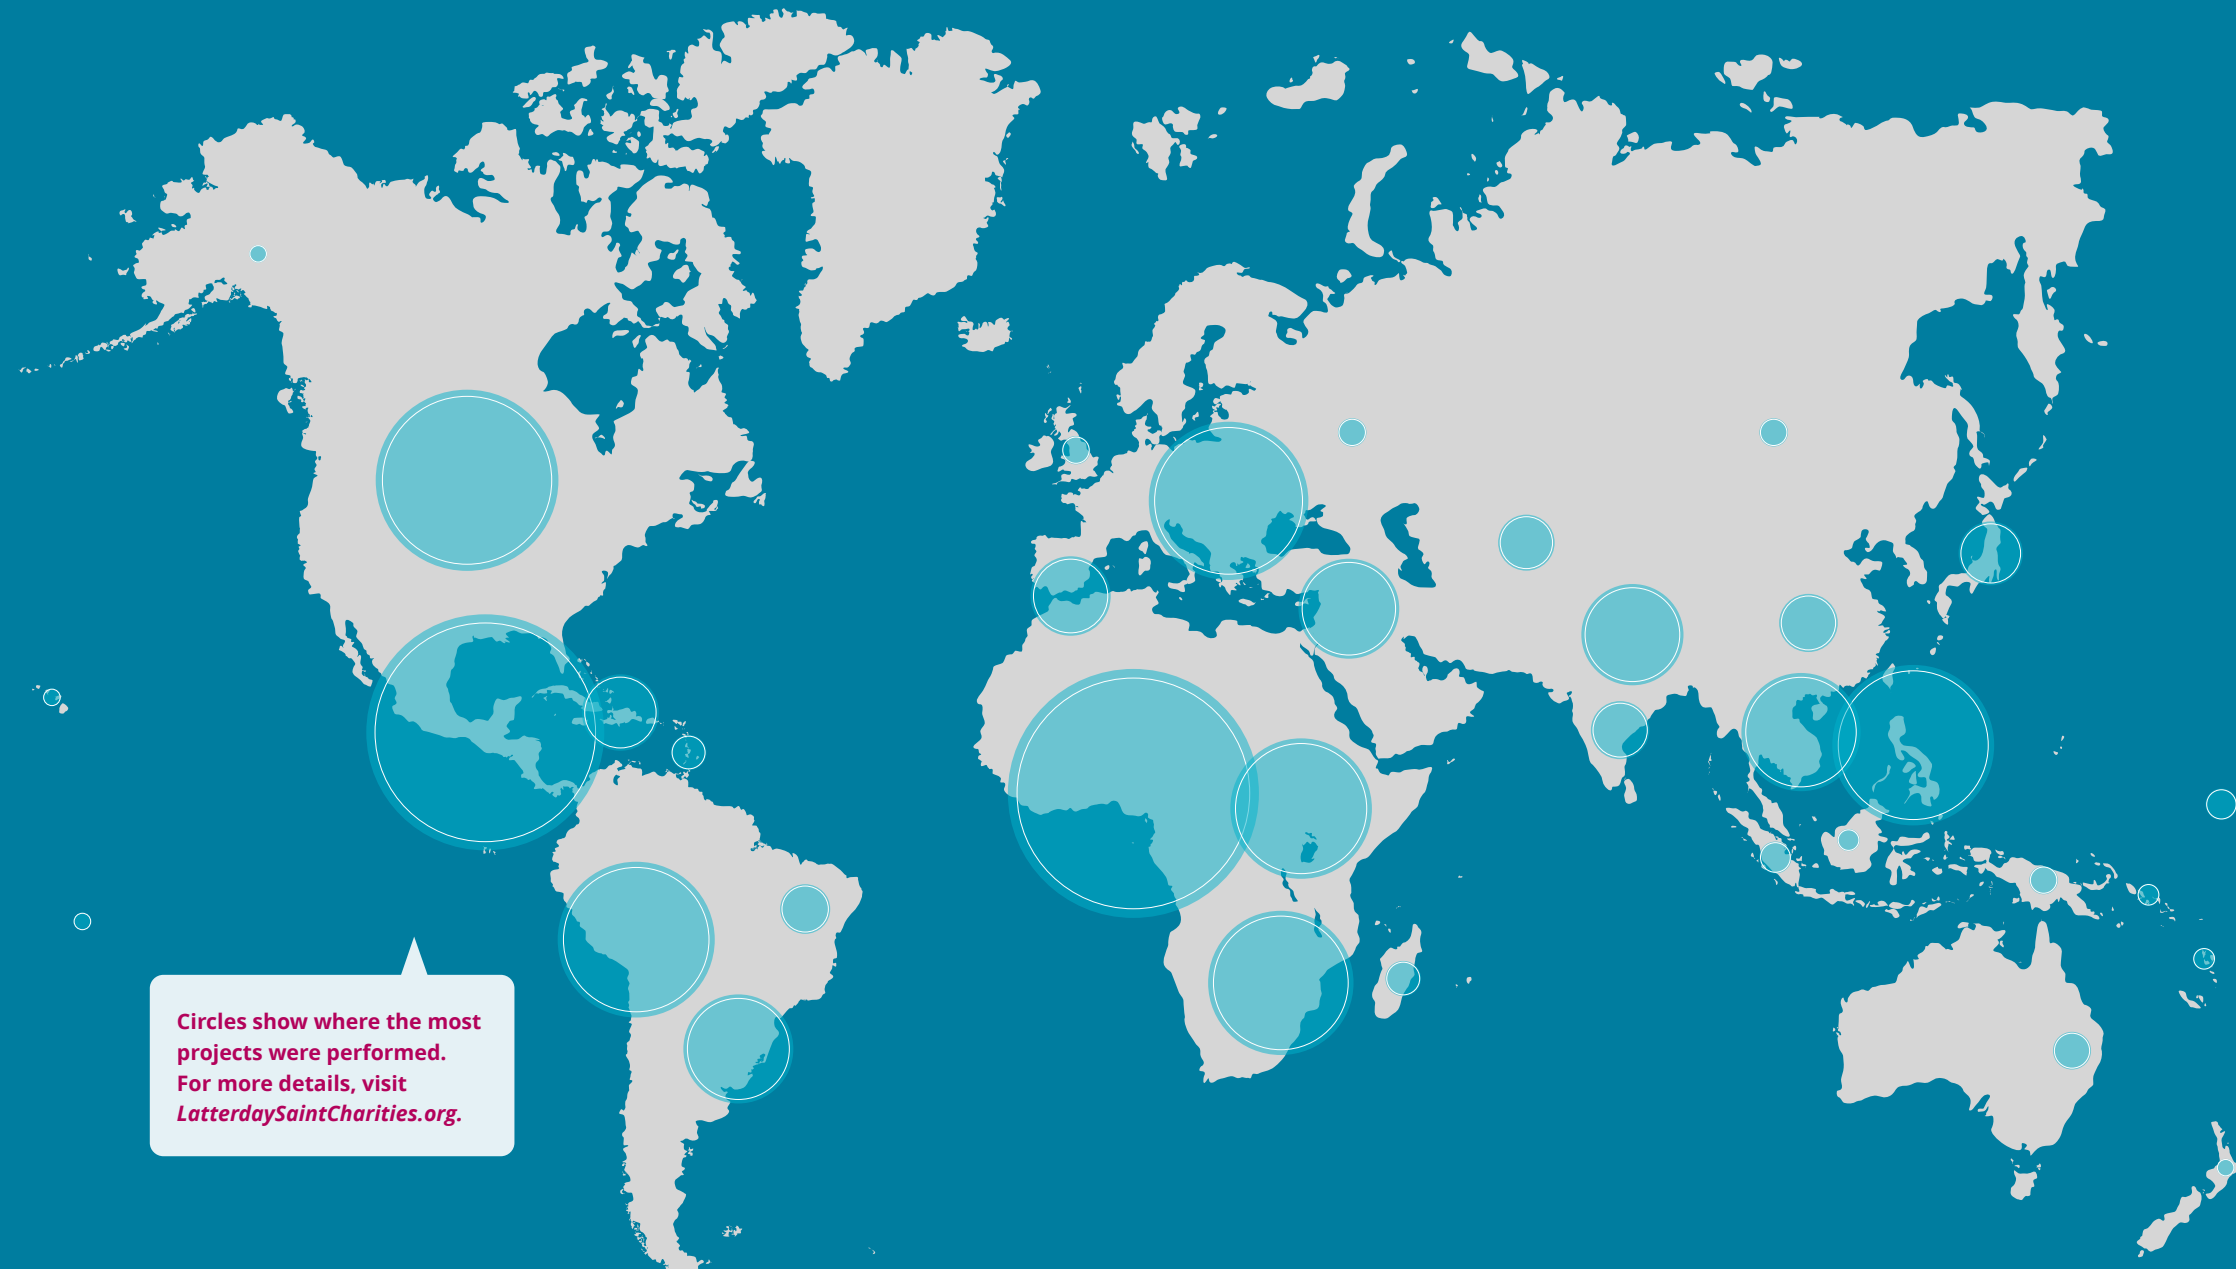 Circles show where the most
projects were performed.
For more details, visit
LatterdaySaintCharities.org.